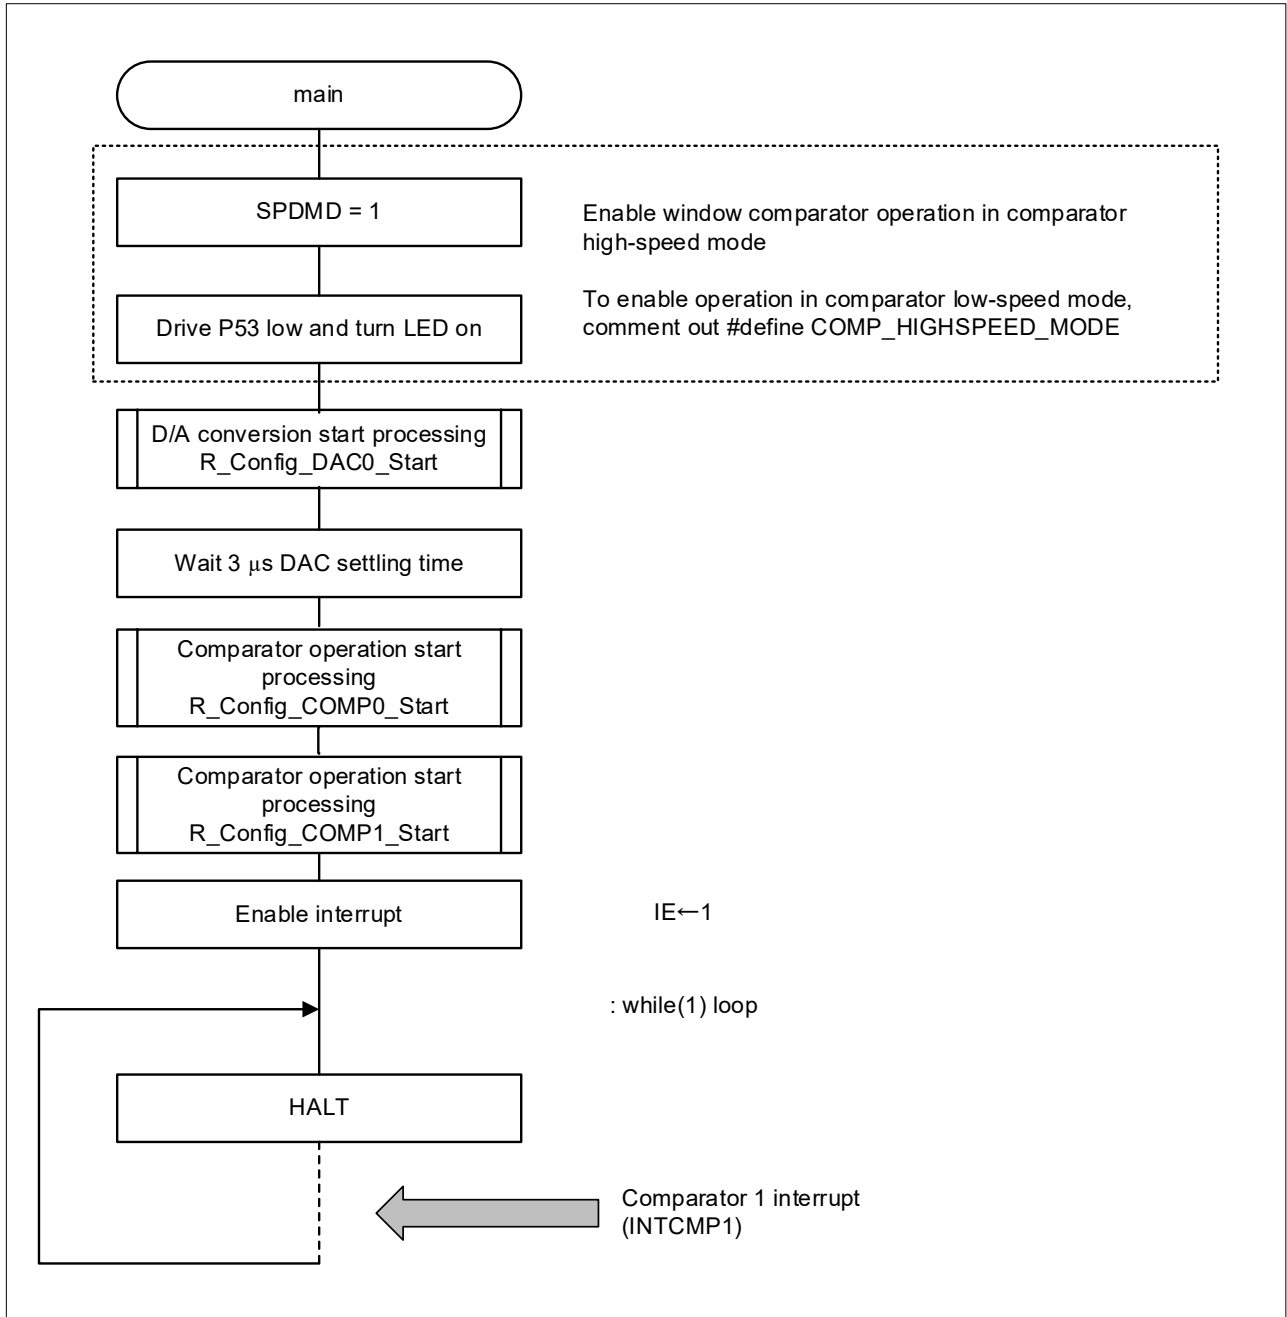 main
SPDMD = 1
Enable window comparator operation in comparator
high-speed mode
Drive P53 low and turn LED on
To enable operation in comparator low-speed mode,
comment out #define COMP_HIGHSPEED_MODE
D/A conversion start processing
R_Config_DAC0_Start
Wait 3 μs DAC settling time
Comparator operation start
processing
R_Config_COMP0_Start
Comparator operation start
processing
R_Config_COMP1_Start
Enable interrupt
IE←1
: while(1) loop
HALT
Comparator 1 interrupt
(INTCMP1)